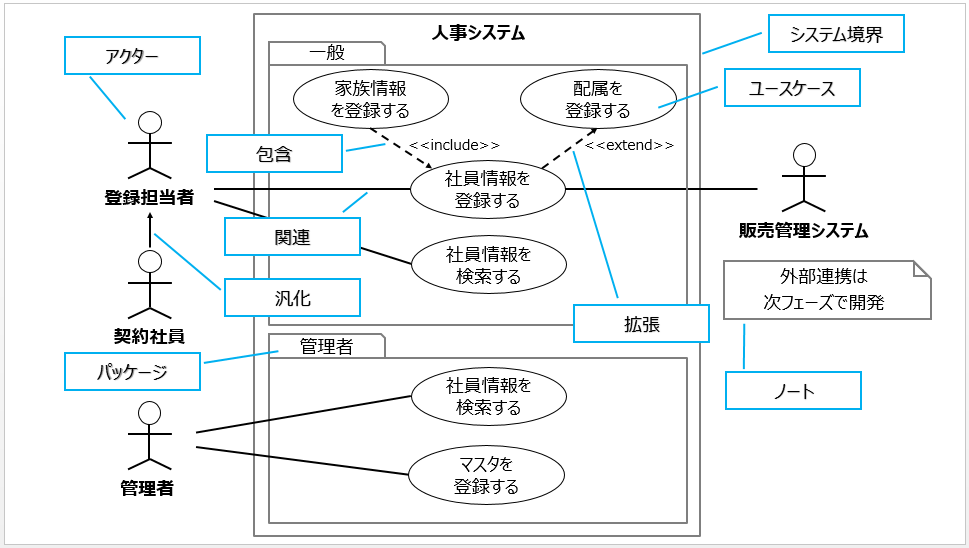 人事システム
システム境界
アクター
一般
家族情報
を登録する
配属を
登録する
ユースケース
包含
<<include>>
<<extend>>
登録担当者
社員情報を
登録する
販売管理システム
関連
社員情報を
検索する
外部連携は
次フェーズで開発
汎化
契約社員
拡張
管理者
パッケージ
ノート
社員情報を
検索する
管理者
マスタを
登録する